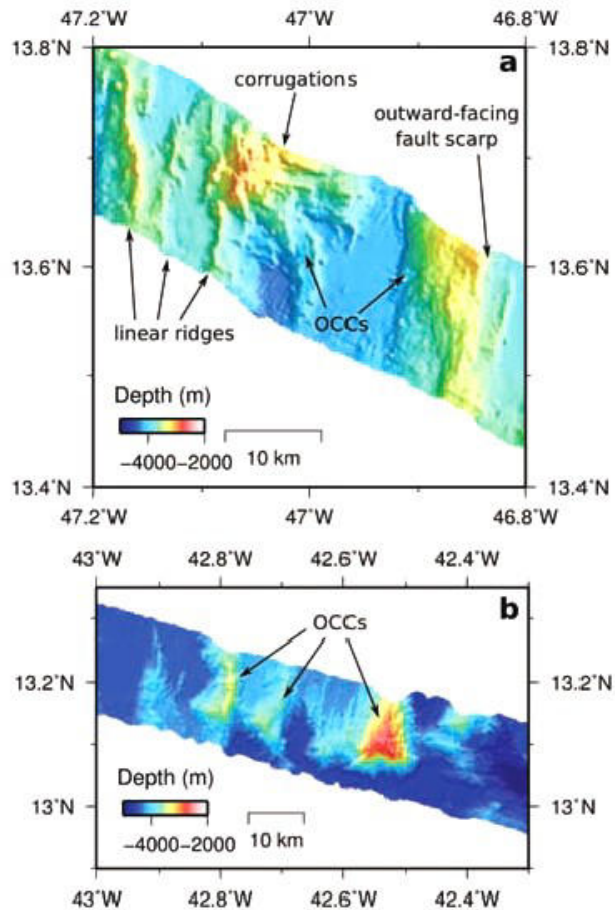 47.2˚W 47˚W 46.8˚W
13.8˚N 13.8˚N
a
corrugations
outward-facing
fault scarp
13.6˚N 13.6˚N
OCCs
linear ridges
Depth (m)
−4000−2000
10 km
13.4˚N 13.4˚N
47.2˚W 47˚W 46.8˚W
43˚W 42.8˚W 42.6˚W 42.4˚W
b
OCCs
13.2˚N 13.2˚N
Depth (m)
13˚N 13˚N
−4000−2000
10 km
43˚W 42.8˚W 42.6˚W 42.4˚W